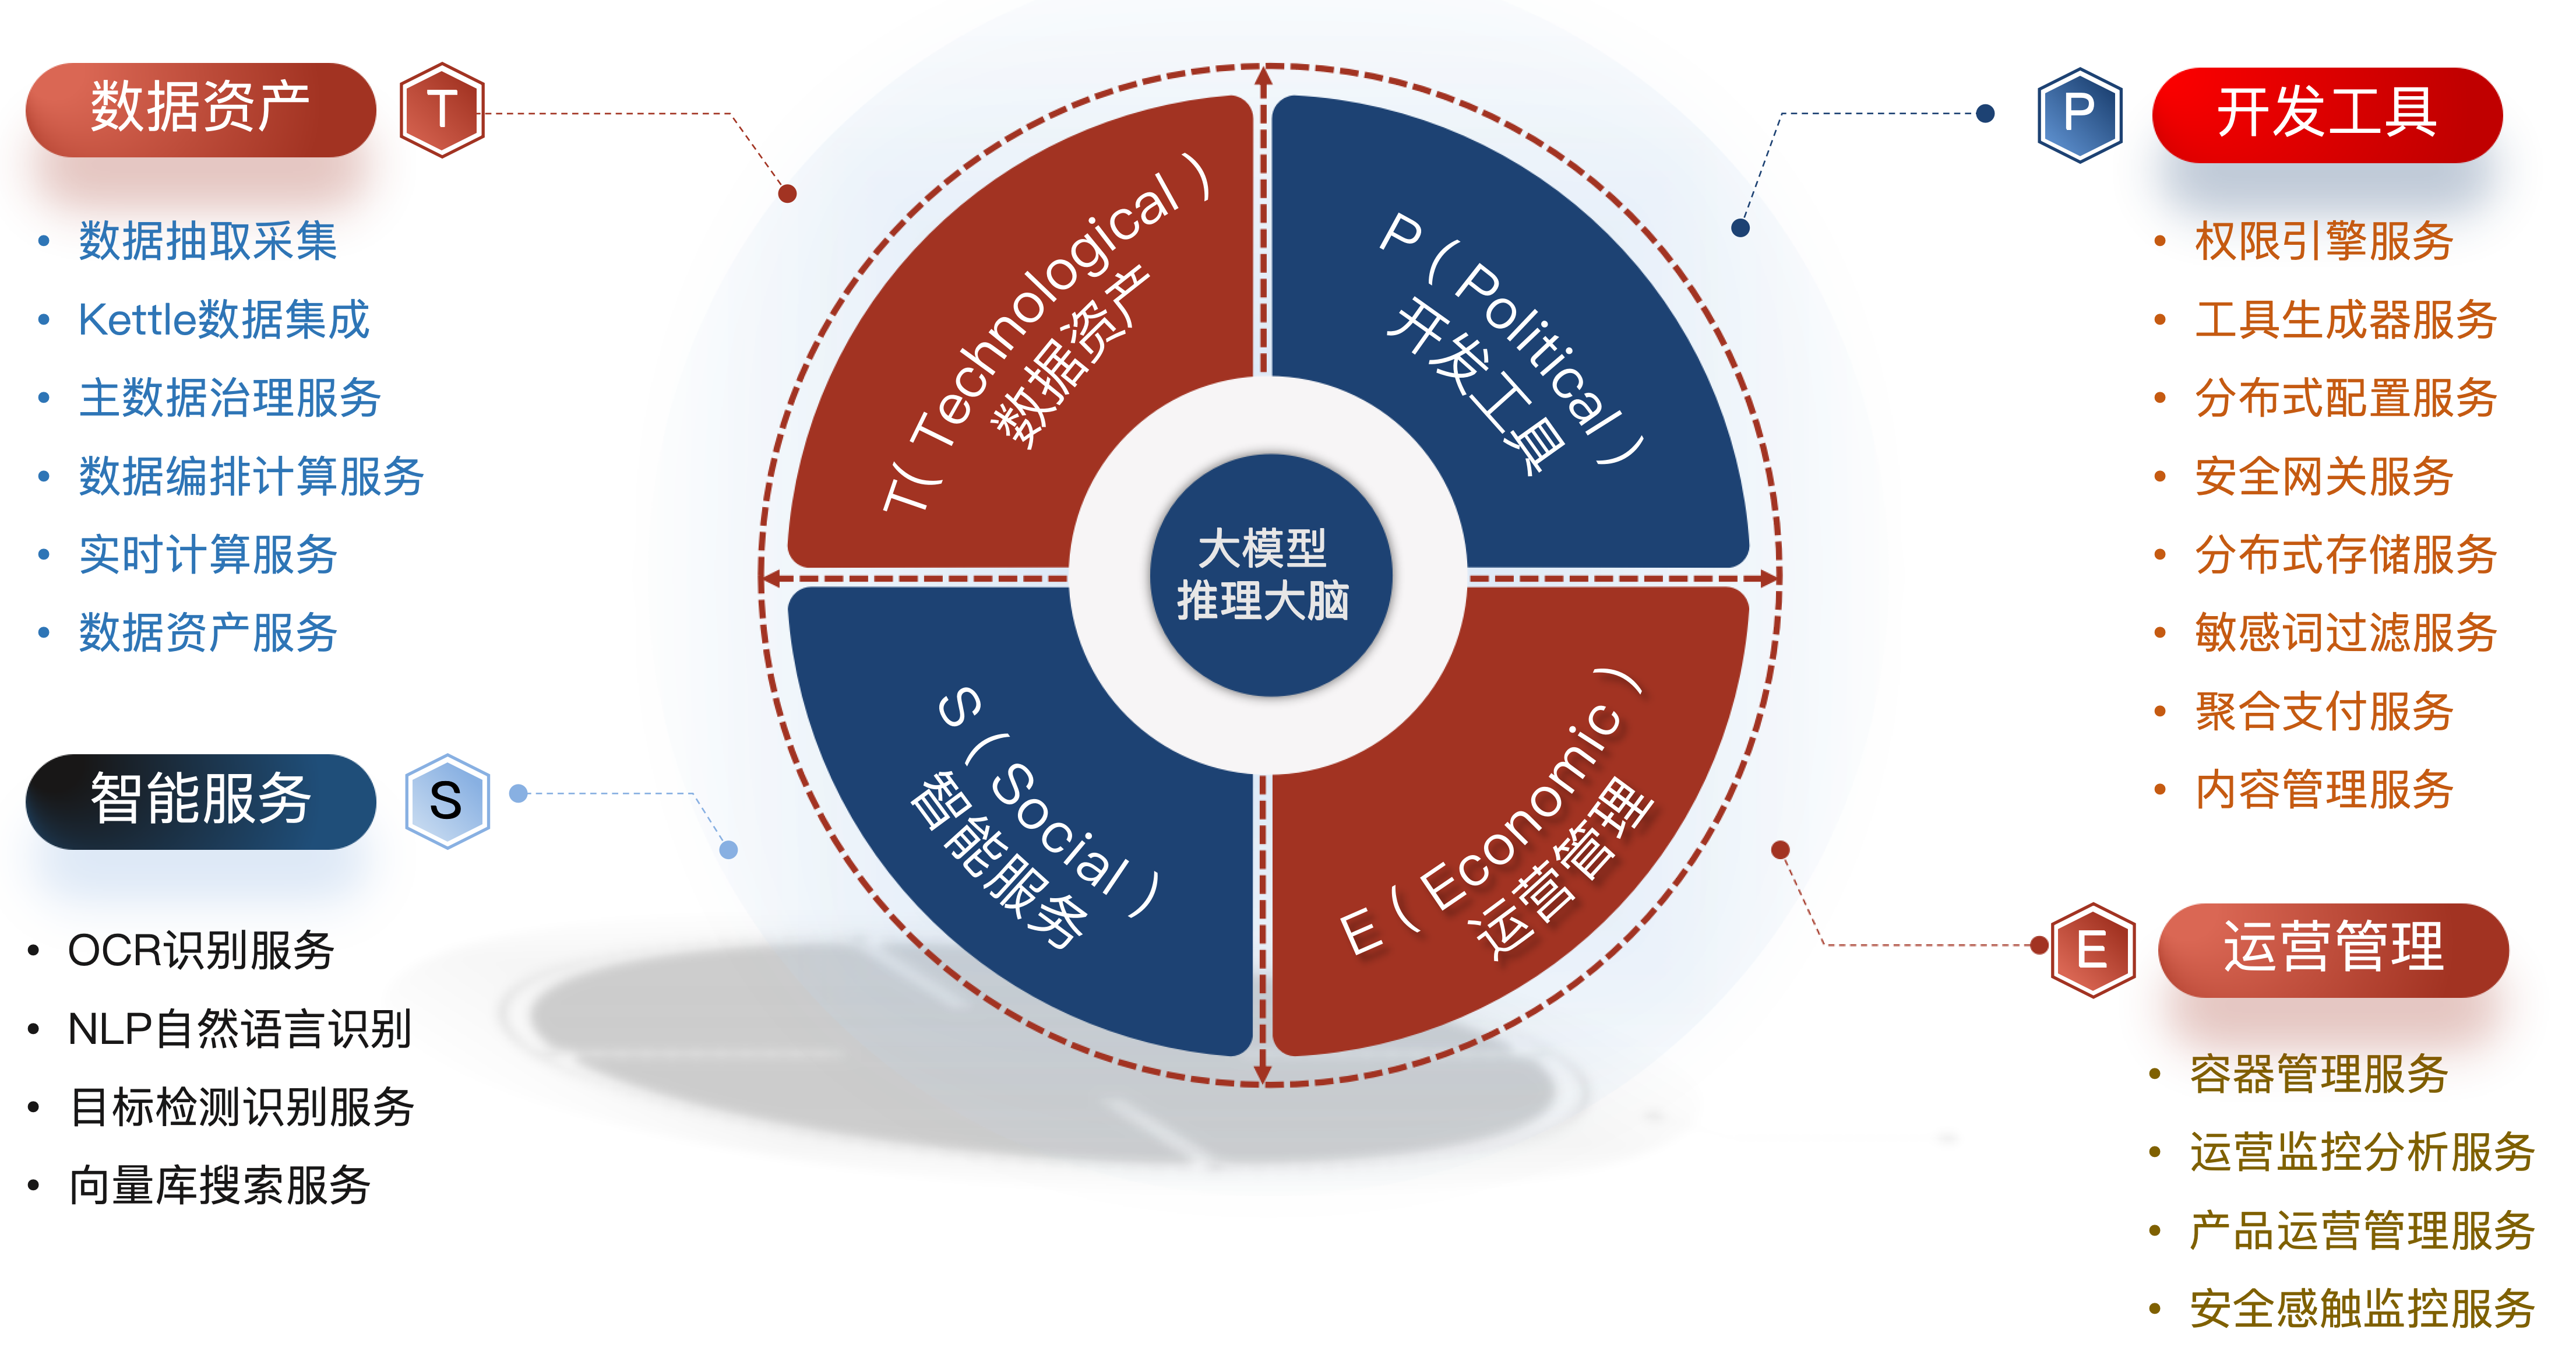 数据资产
T
数据抽取采集
Kettle数据集成
主数据治理服务
数据编排计算服务
实时计算服务
数据资产服务
智能服务
S
OCR识别服务
NLP自然语言识别
目标检测识别服务
向量库搜索服务
T( Technological )
数据资产
P ( Political )
开发工具
大模型
推理大脑
S ( Social )
智能服务
E ( Economic )
运营管理
P
开发工具
权限引擎服务
工具生成器服务
分布式配置服务
安全网关服务
分布式存储服务
敏感词过滤服务
聚合支付服务
内容管理服务
E
运营管理
容器管理服务
运营监控分析服务
产品运营管理服务
安全感触监控服务